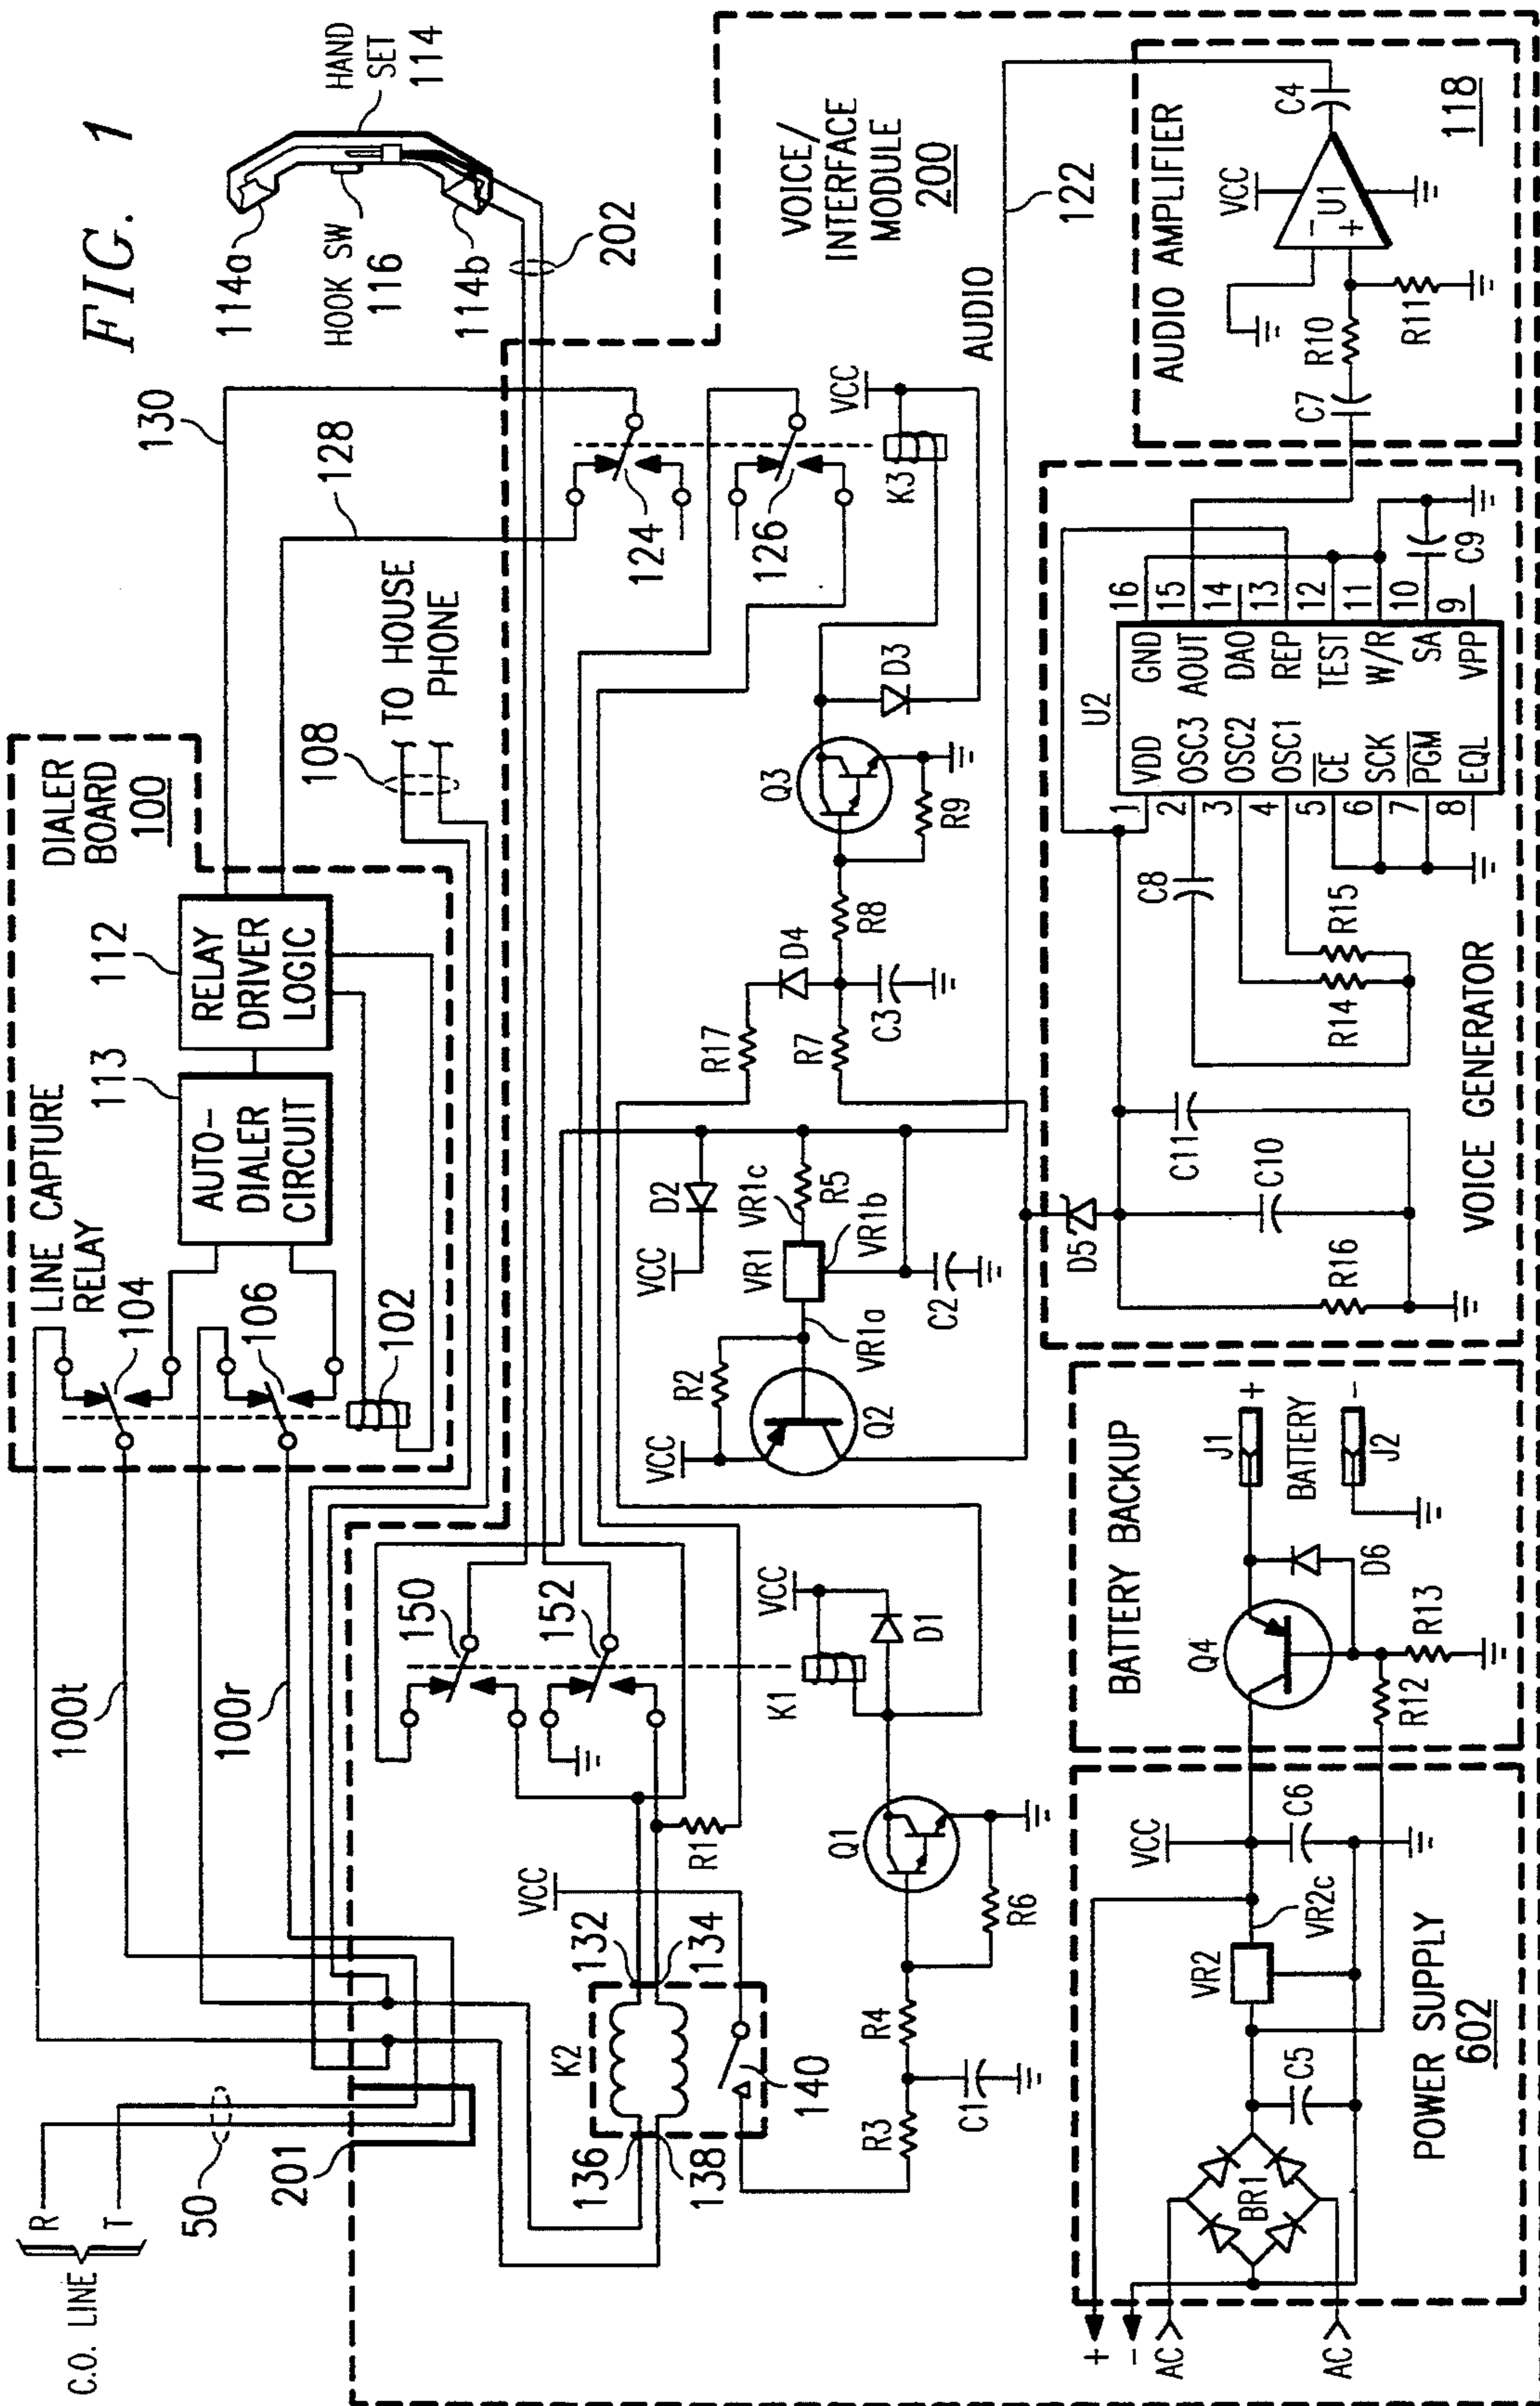 FIG. 1
C.O. LINE
R
T
50
201
100t
100r
LINE CAPTURE
RELAY
104
106
102
113
AUTO-
DIALER
CIRCUIT
112
RELAY
DRIVER
LOGIC
DIALER
BOARD
100
108
TO HOUSE
PHONE
128
130
114a
HOOK SW
116
114b
HAND
SET
114
202
VOICE/
INTERFACE
MODULE
200
136
138
K2
132
134
140
VCC
R1
150
152
K1
VCC
D1
R3
C1
R4
R6
Q1
VCC
R2
Q2
VR1a
VR1
VR1b
VR1c
R5
C2
VCC
D2
R17
R7
D4
C3
R8
Q3
R9
D3
124
126
K3
VCC
AUDIO
122
+
-
AC
AC
BR1
C5
VR2
VR2c
VCC
C6
POWER SUPPLY
602
BATTERY BACKUP
Q4
R12
R13
D6
J1
+
BATTERY
J2
-
D5
R16
C10
C11
VOICE GENERATOR
R14
R15
C8
U2
1 VDD GND 16
2 OSC3 AOUT 15
3 OSC2 DAO 14
4 OSC1 REP 13
5 CE TEST 12
6 SCK W/R 11
7 PGM SA 10
8 EQL VPP 9
C9
AUDIO AMPLIFIER
118
C7
R10
R11
VCC
-
+
U1
C4